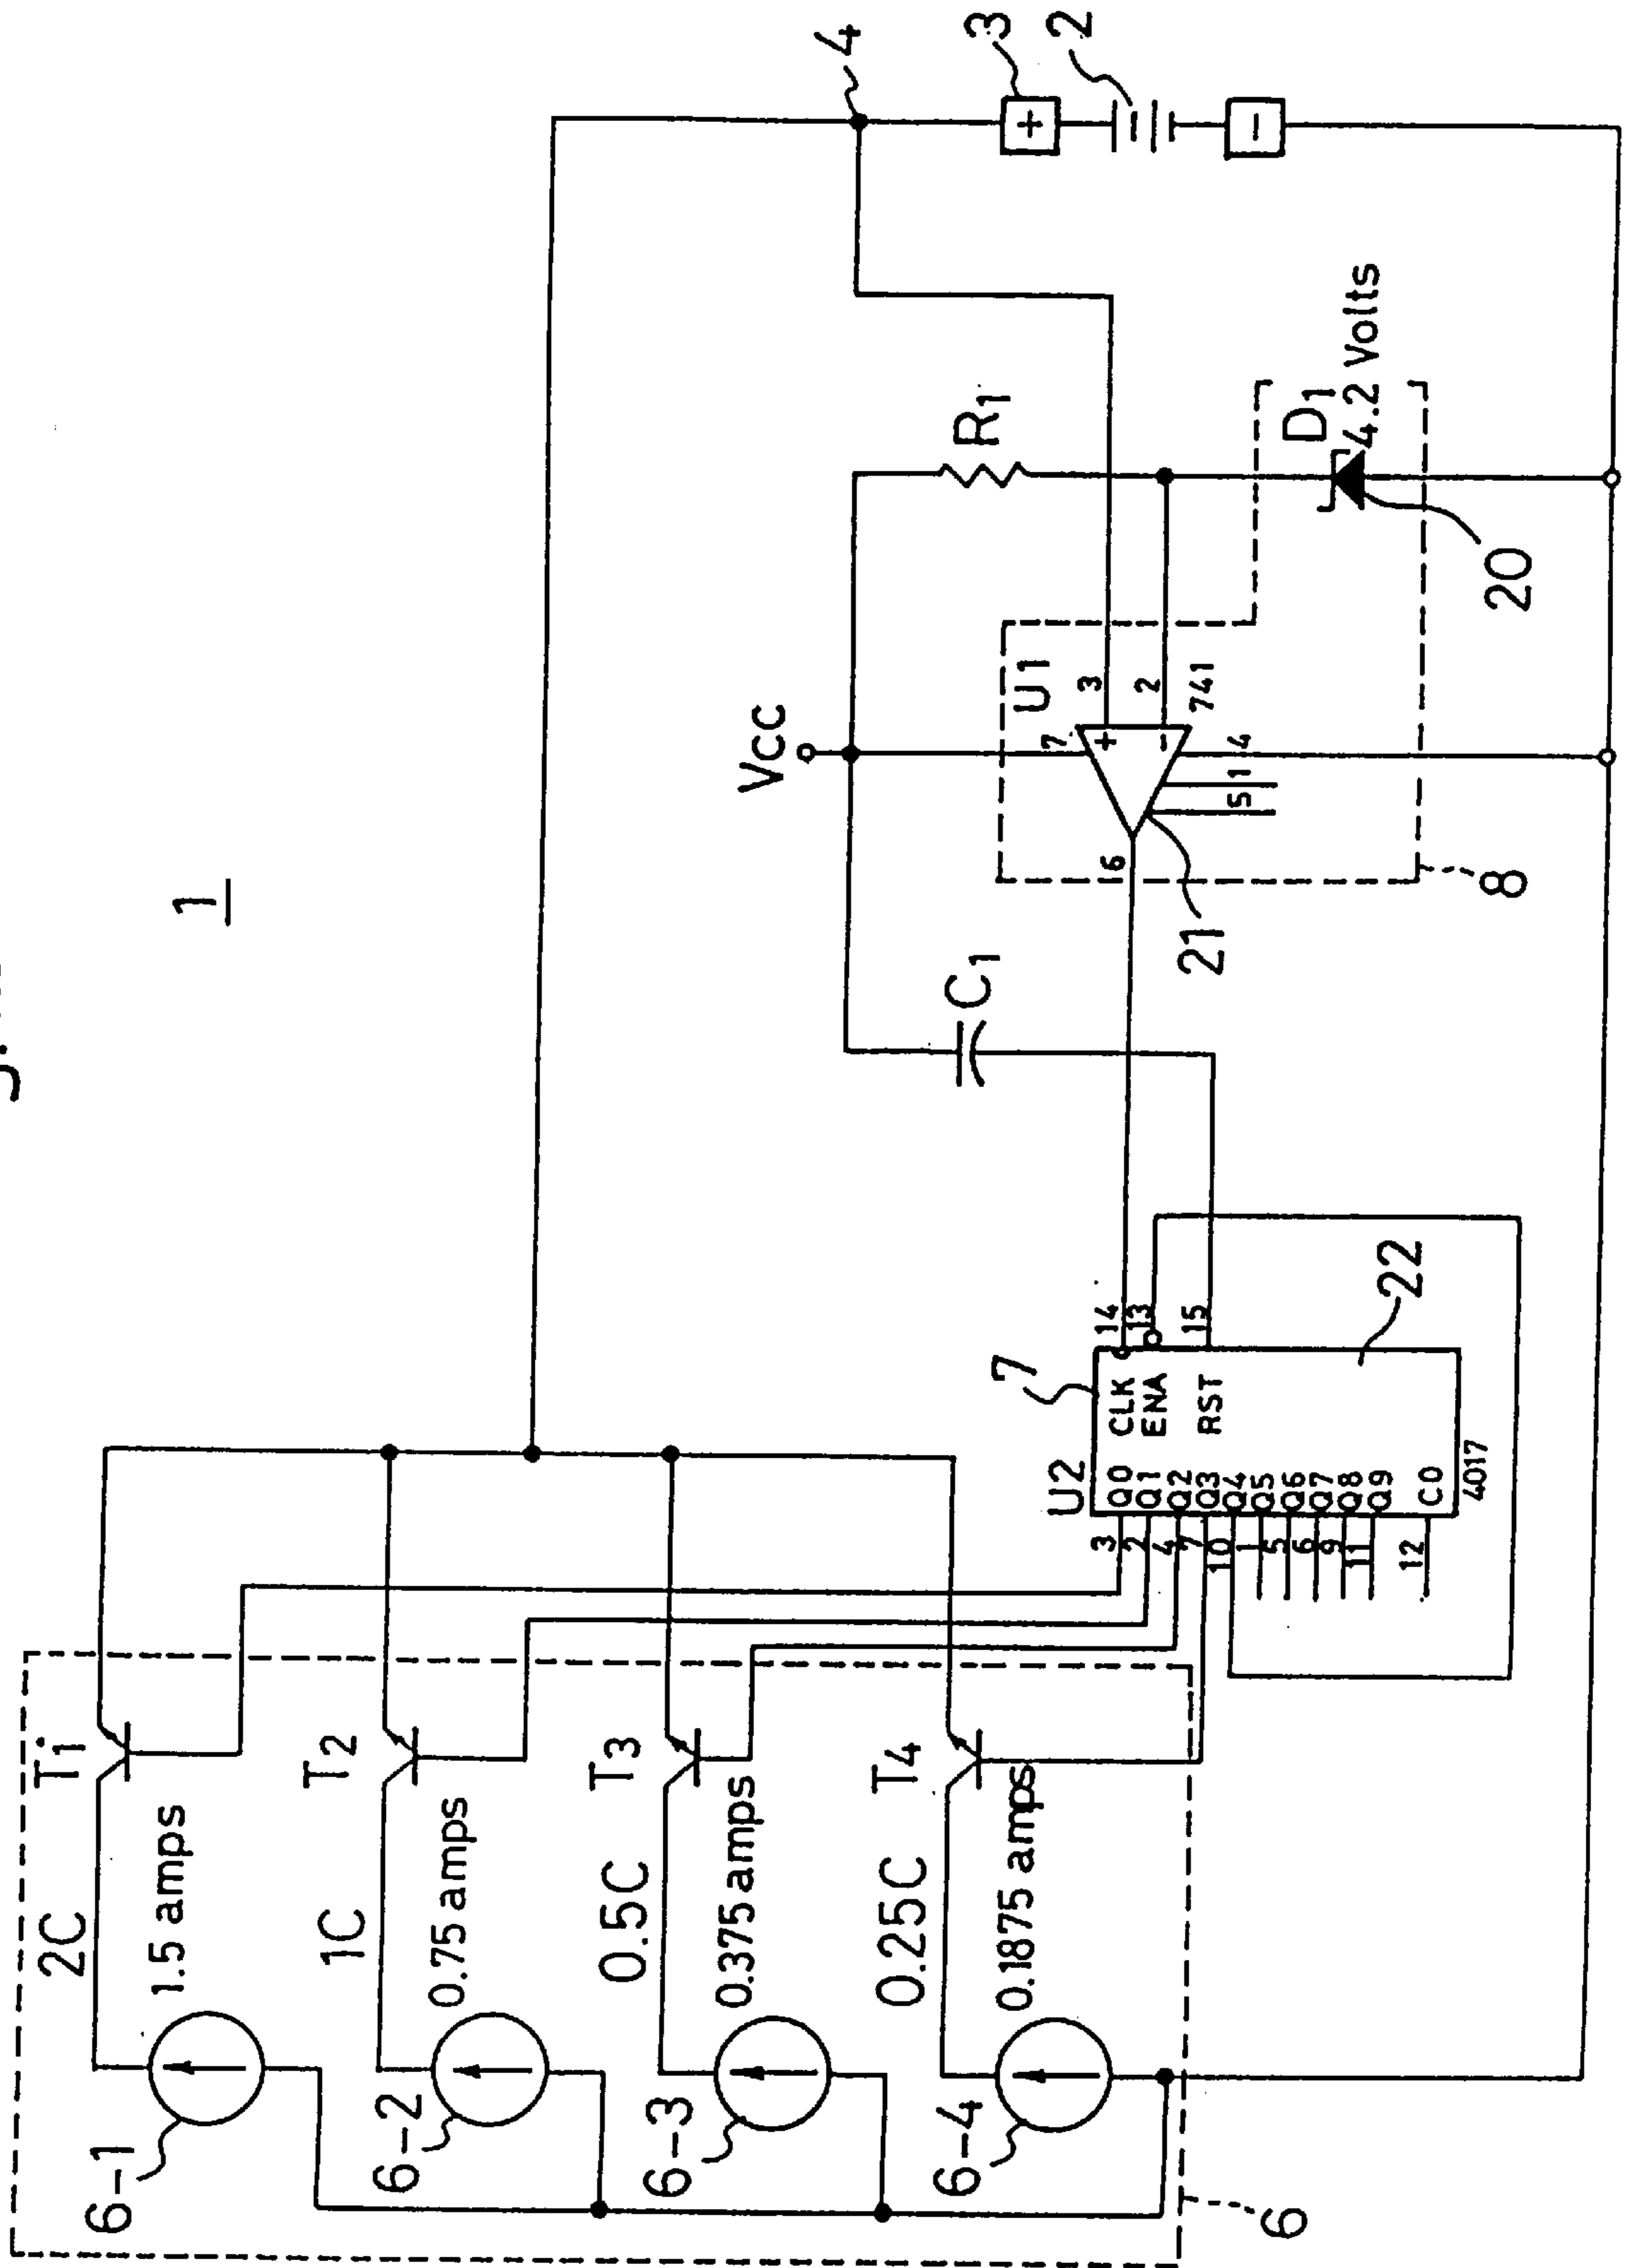 1
6-1
2C
1.5 amps
T1
6-2
1C
0.75 amps
T2
6-3
0.5C
0.375 amps
T3
6-4
0.25C
0.1875 amps
T4
6
U2
7
3
2
4
7
10
1
5
6
9
11
12
Q0
Q1
Q2
Q3
Q4
Q5
Q6
Q7
Q8
Q9
CO
CLK
ENA
RST
14
13
15
4017
22
C1
Vcc
U1
7
+
-
3
2
741
6
4
1
5
21
8
R1
D1
4.2 Volts
20
4
3
+
2
-